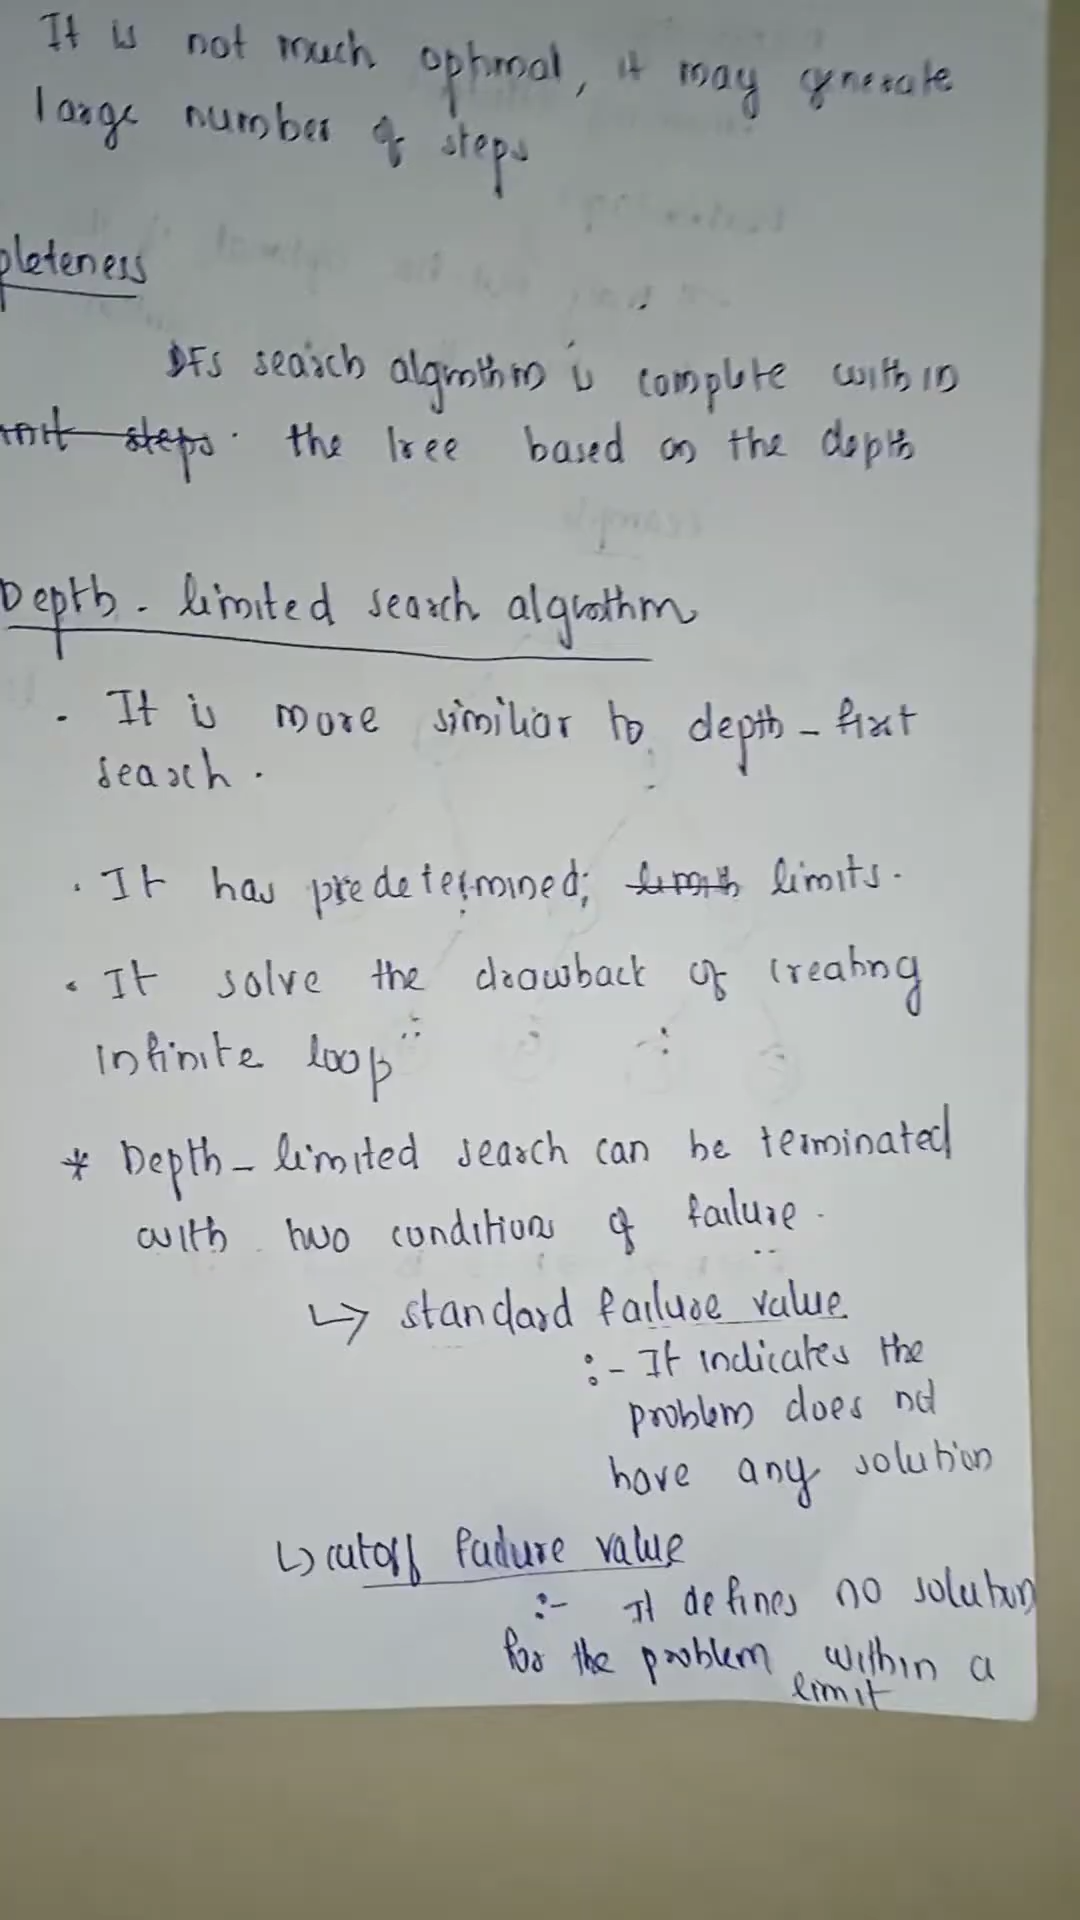 It is not much optimal, it may generate
large number of steps
pleteness
DFS search algorithm is complete within
steps. the tree based on the depth
Depth - limited search algorithm
. It is more similiar to depth - first
search.
. It has predetermined; limits limits.
. It solve the drawback of creating
infinite loop
* Depth - limited search can be terminated
with two conditions of failure.
↳ standard failure value
:- It indicates the
problem does not
have any solution
↳ cutoff failure value
:- It defines no solution
for the problem within a
limit